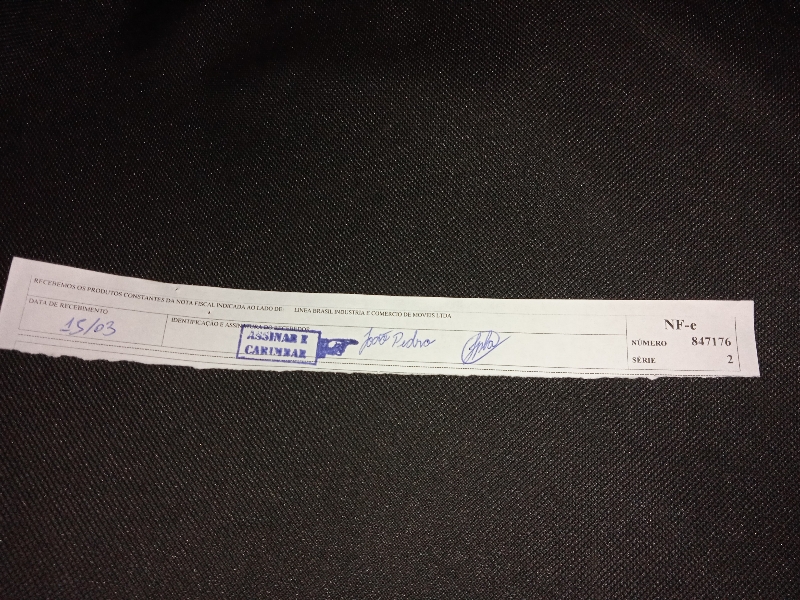 RECEBEMOS OS PRODUTOS CONSTANTES DA NOTA FISCAL INDICADA AO LADO DE: LINEA BRASIL INDUSTRIA E COMERCIO DE MOVEIS LTDA
DATA DE RECEBIMENTO
15/03
IDENTIFICAÇÃO E ASSINATURA DO RECEBEDOR
ASSINAR E
CARIMBAR
João Pedro
NF-e
NÚMERO 847176
SÉRIE 2